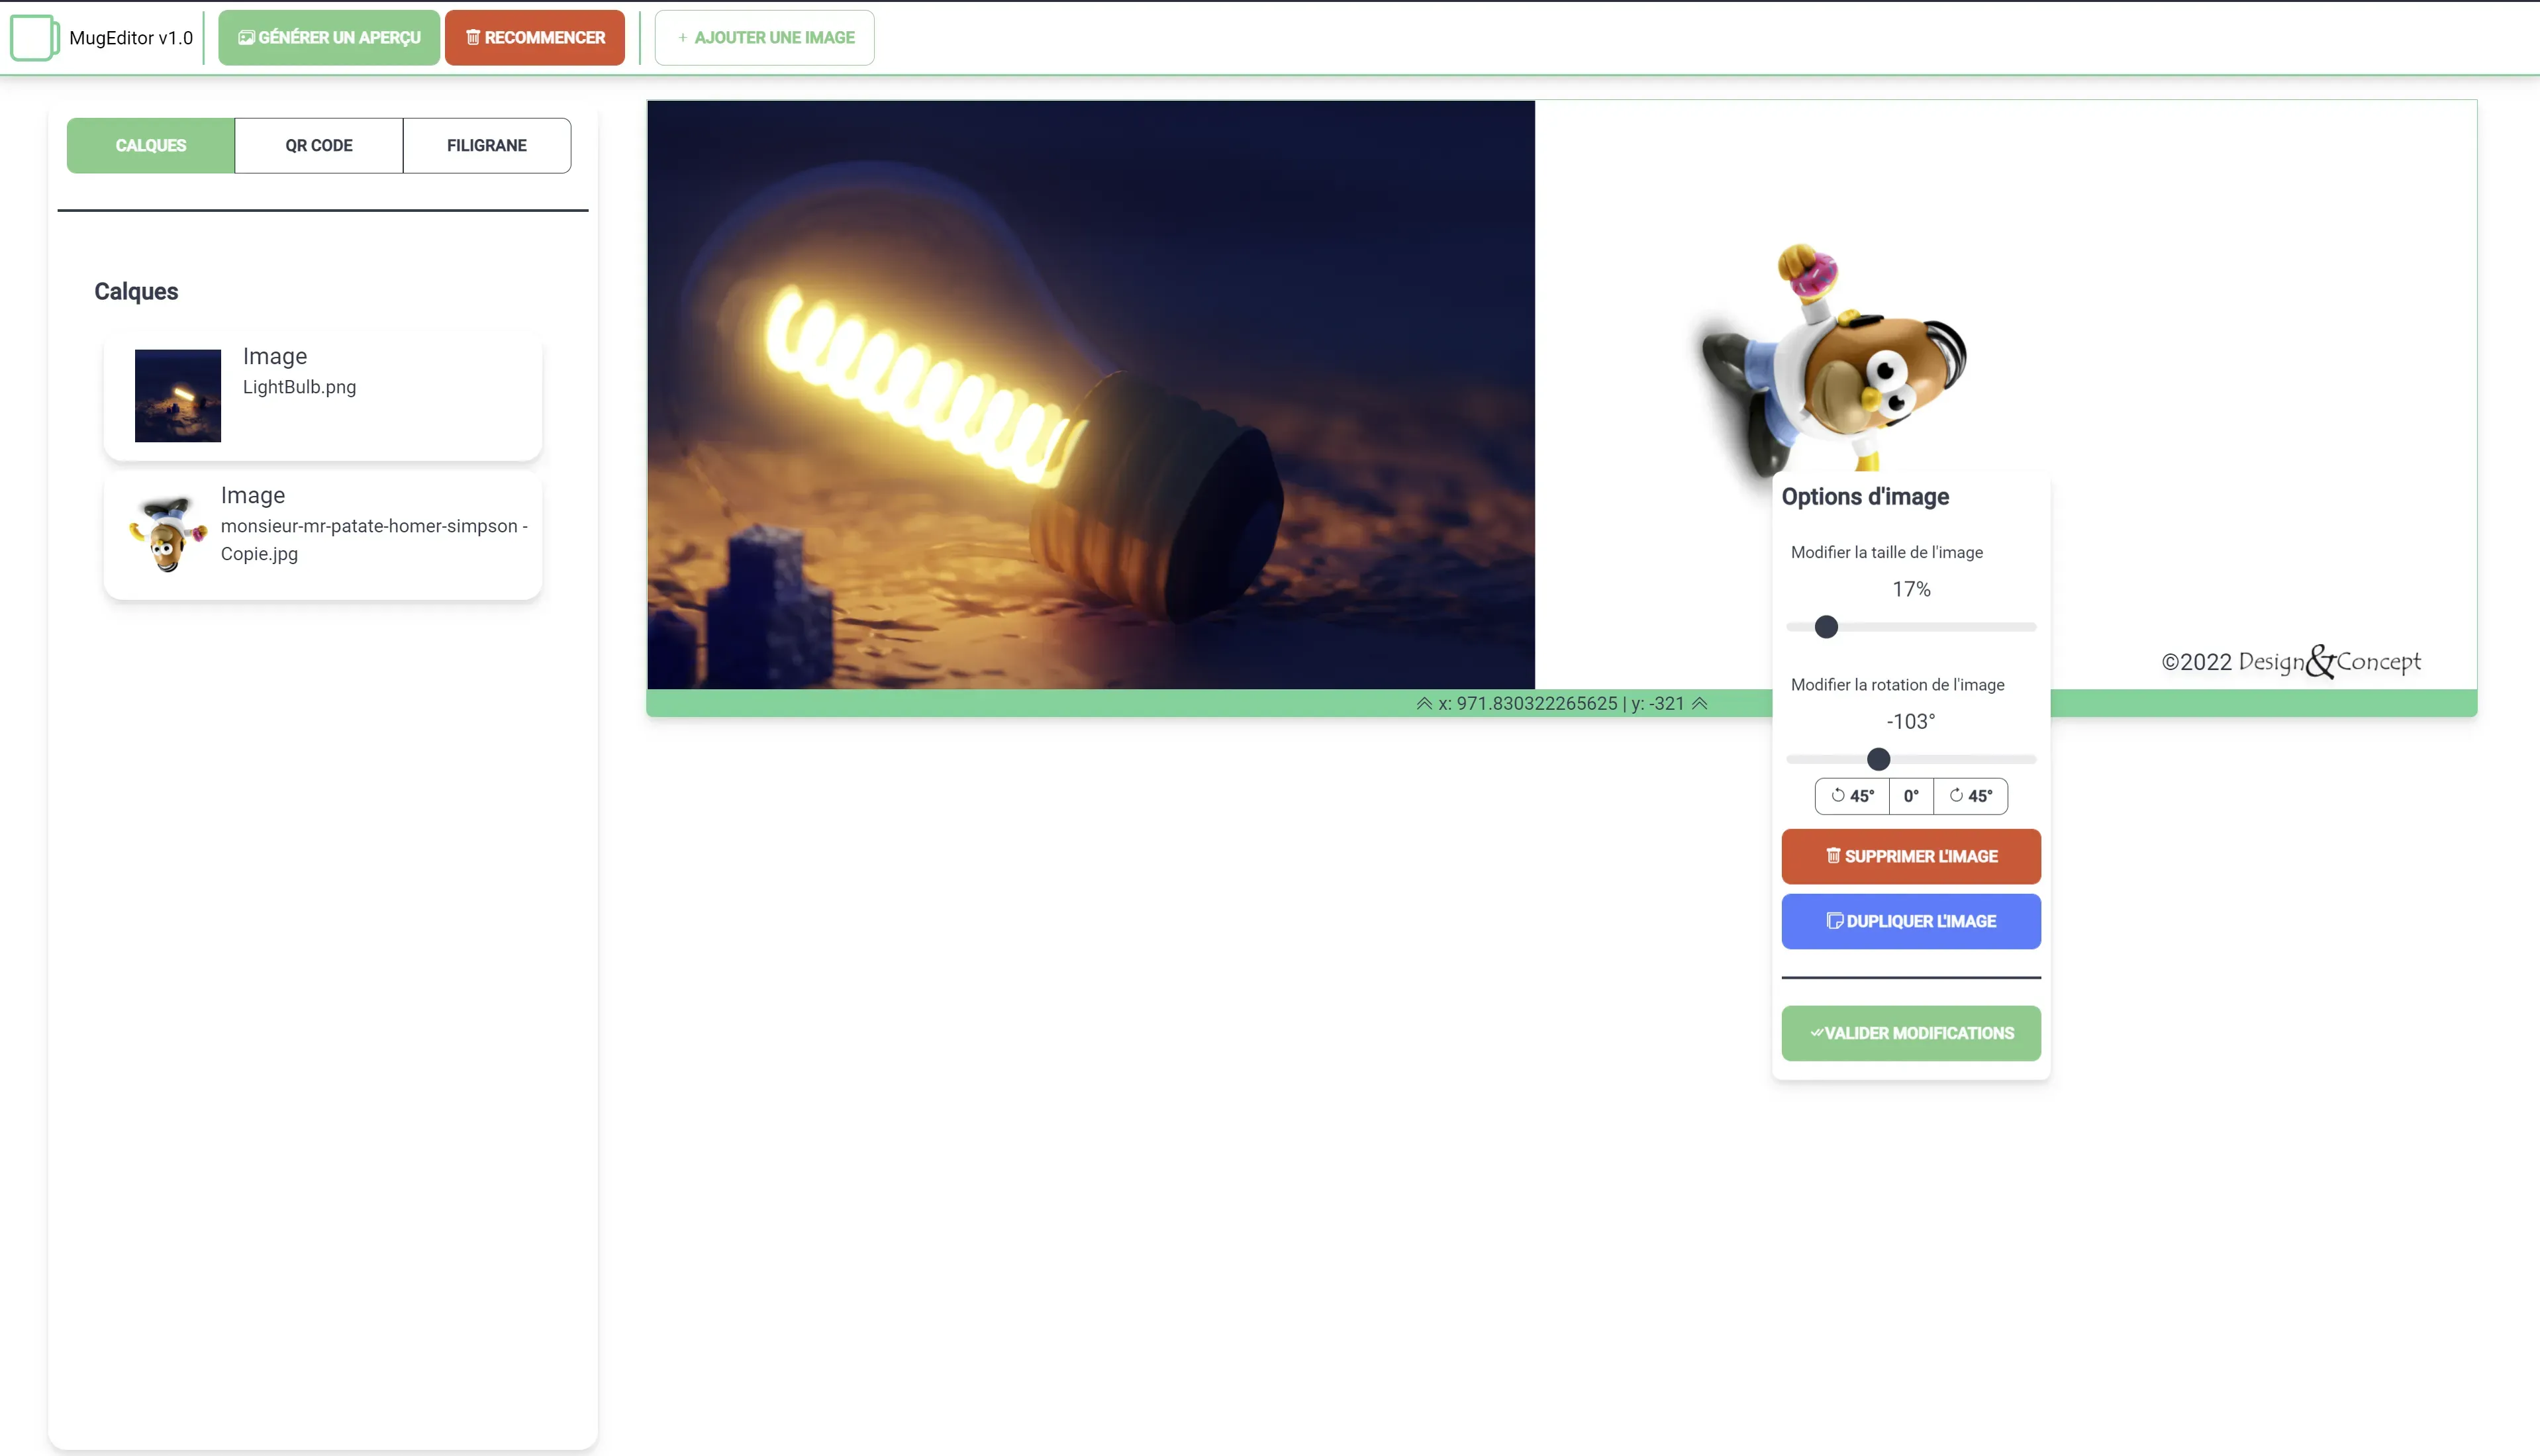 MugEditor v1.0
GÉNÉRER UN APERÇU
RECOMMENCER
+ AJOUTER UNE IMAGE
CALQUES
QR CODE
FILIGRANE
Calques
Image
LightBulb.png
Image
monsieur-mr-patate-homer-simpson -
Copie.jpg
©2022 Design&Concept
x: 971.830322265625 | y: -321
Options d'image
Modifier la taille de l'image
17%
Modifier la rotation de l'image
-103°
45°
0°
45°
SUPPRIMER L'IMAGE
DUPLIQUER L'IMAGE
VALIDER MODIFICATIONS